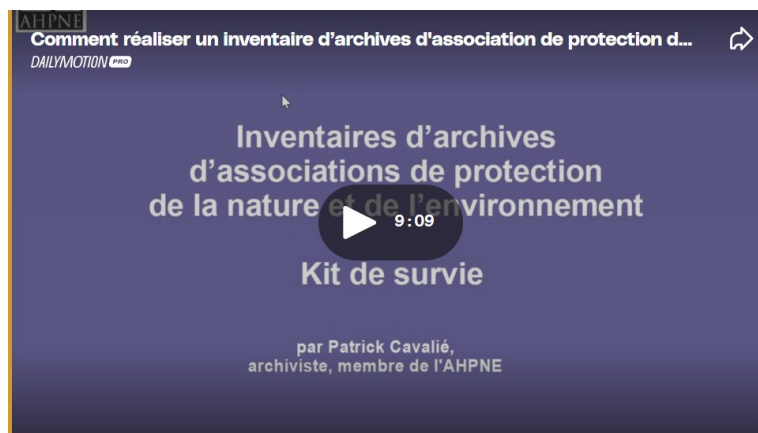 AHPNE
Comment réaliser un inventaire d’archives d'association de protection d...
DAILYMOTION PRO
Inventaires d’archives
d’associations de protection
de la nature et de l’environnement
9:09
Kit de survie
par Patrick Cavalié,
archiviste, membre de l'AHPNE